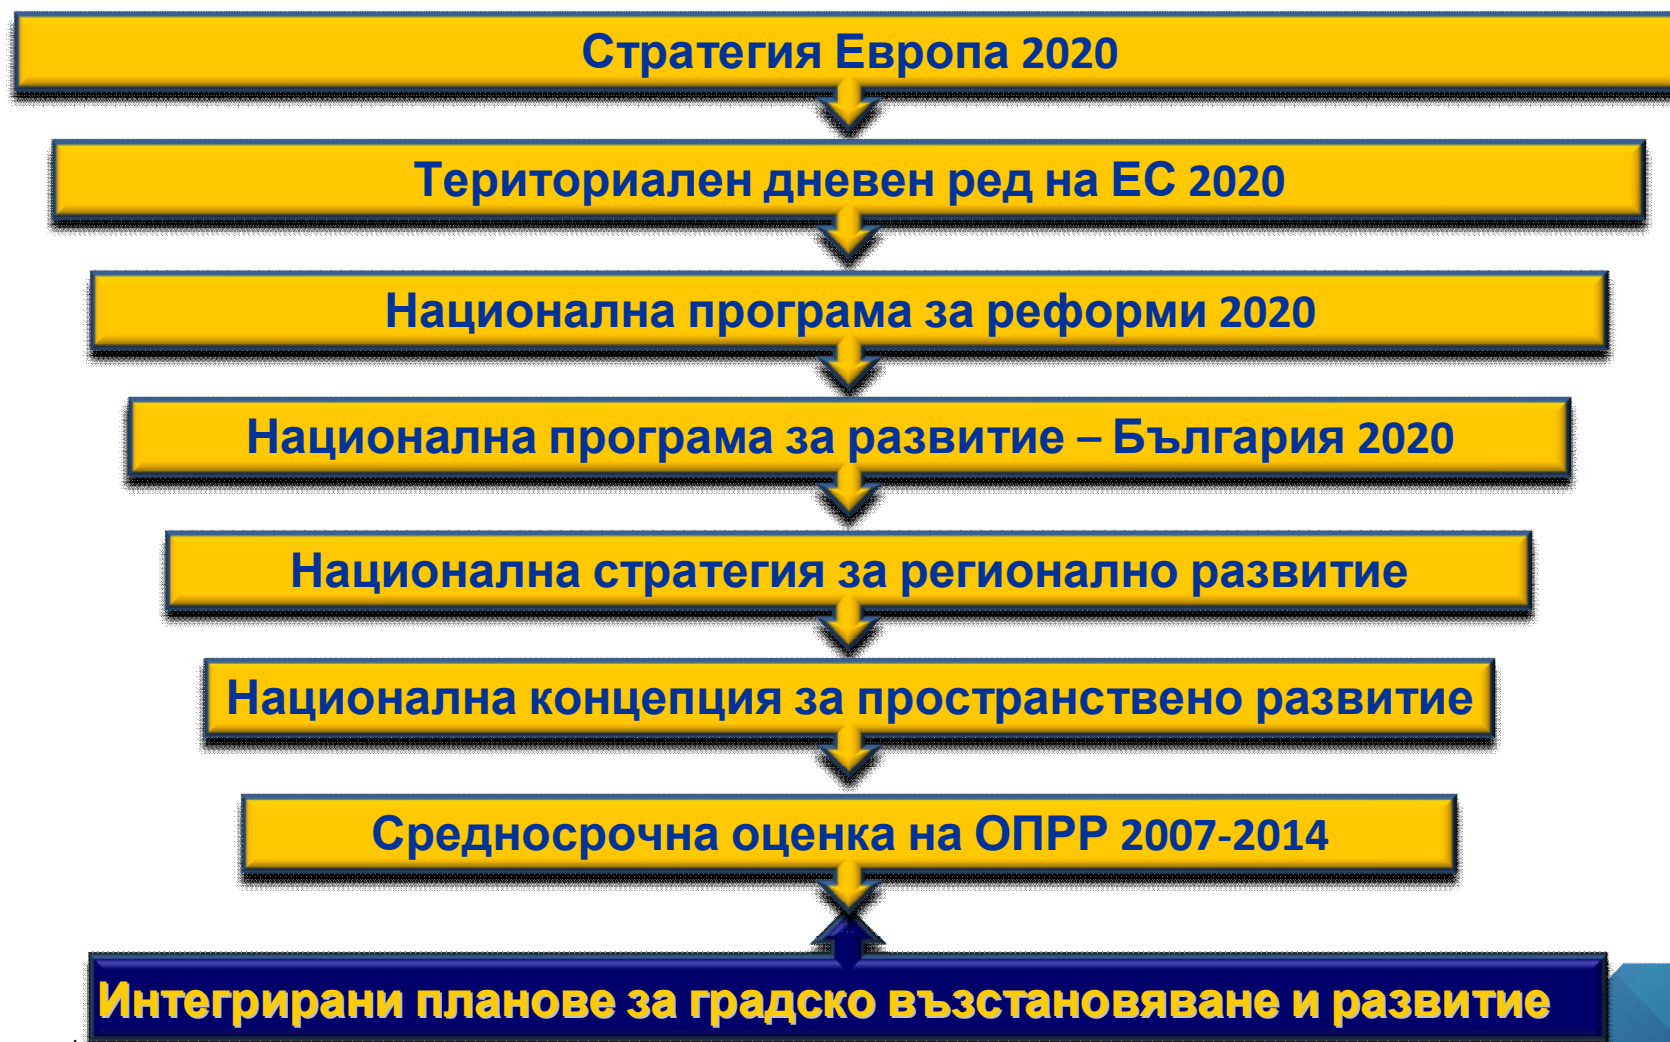 Стратегия Европа 2020
Териториален дневен ред на ЕС 2020
Национална програма за реформи 2020
Национална програма за развитие – България 2020
Национална стратегия за регионално развитие
Национална концепция за пространствено развитие
Средносрочна оценка на ОПРР 2007-2014
Интегрирани планове за градско възстановяване и развитие